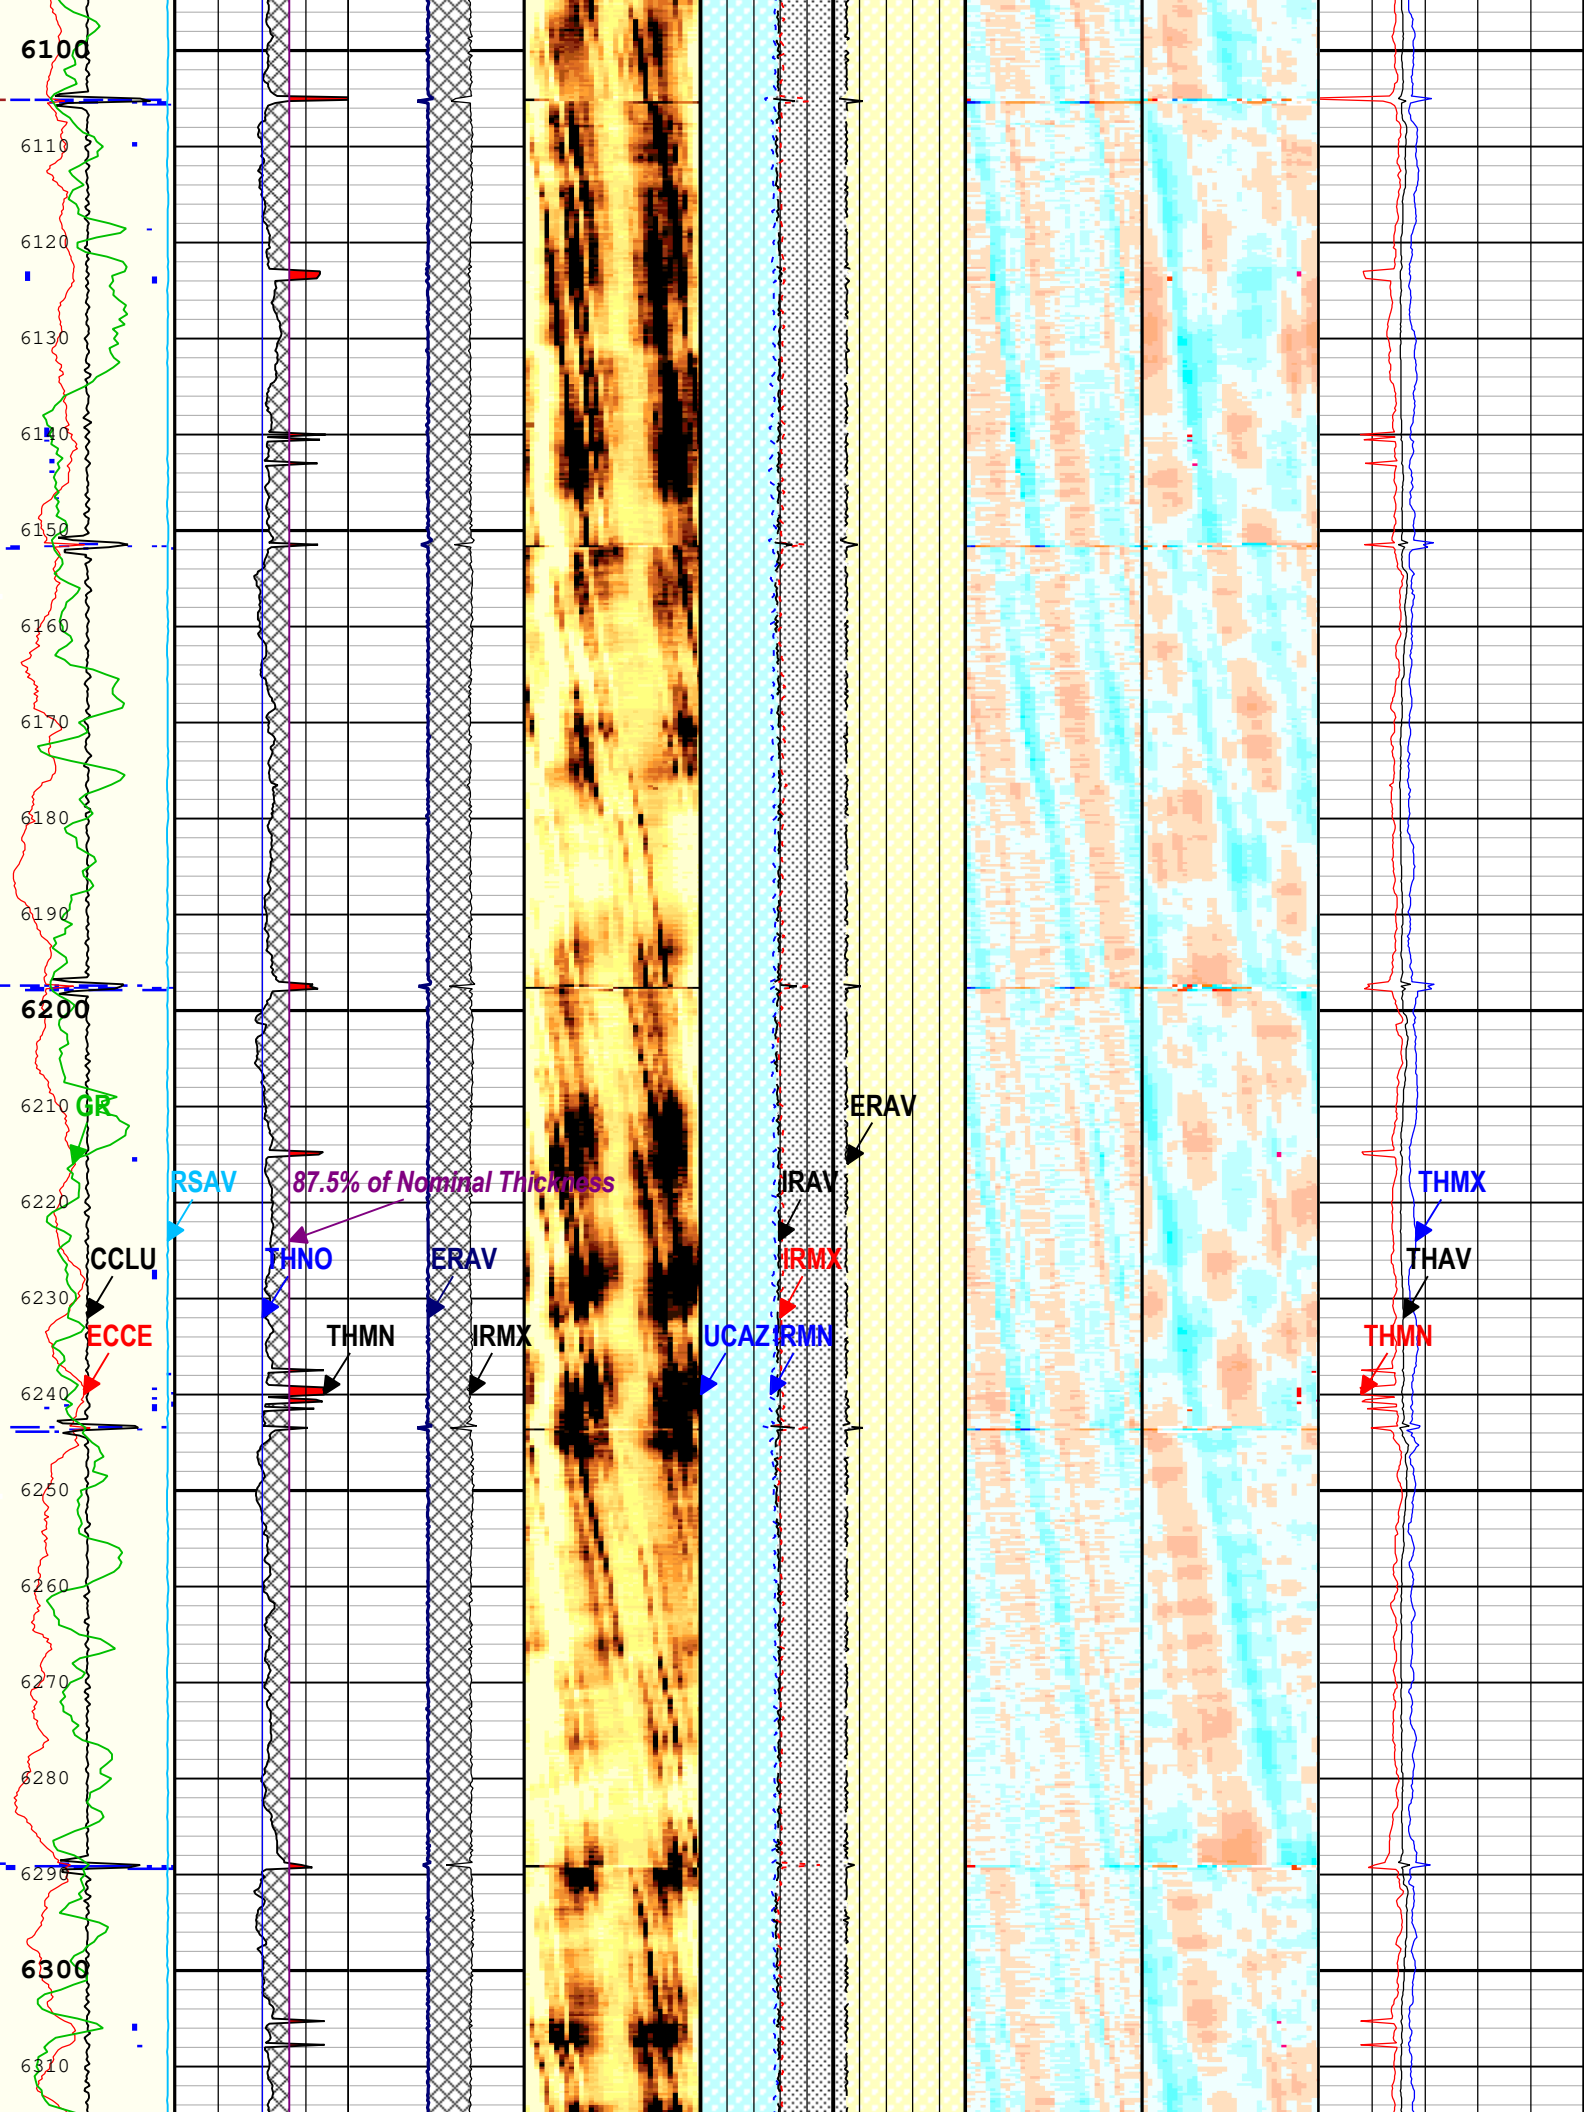 6100
6110
6120
6130
6140
6150
6160
6170
6180
6190
6200
6210
GR
ERAV
RSAV
87.5% of Nominal Thickness
IRAV
THMX
6220
CCLU
THNO
ERAV
IRMX
THAV
6230
ECCE
THMN
IRMX
UCAZ
IRMN
THMN
6240
6250
6260
6270
6280
6290
6300
6310